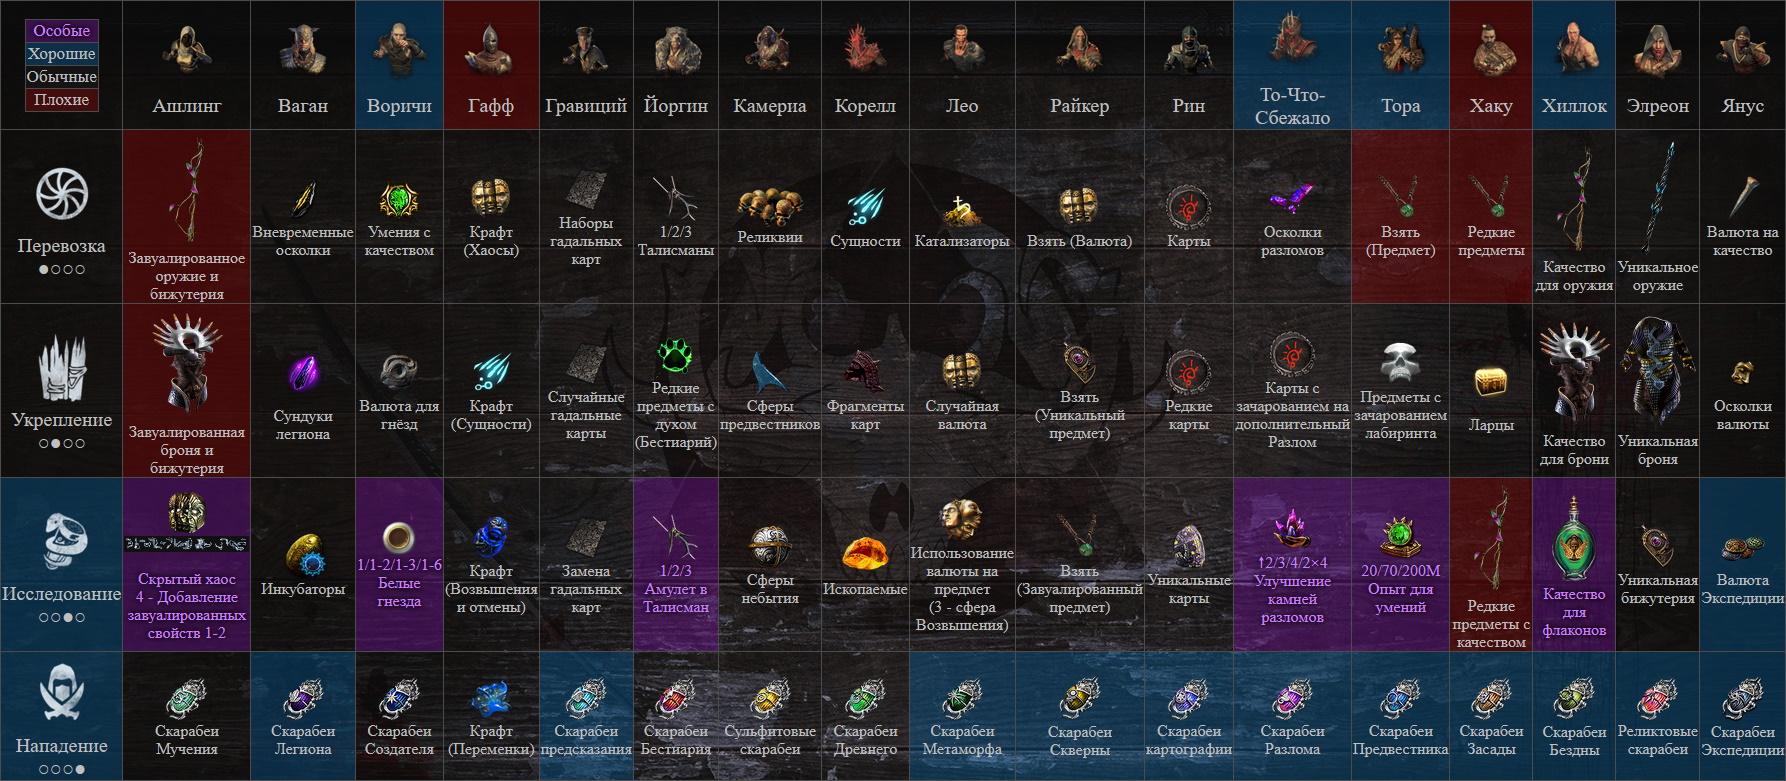 Особые
Хорошие
Обычные
Плохие
Ашлинг
Ваган
Воричи
Гафф
Гравиций
Йоргин
Камериа
Корелл
Лео
Райкер
Рин
То-Что-
Сбежало
Тора
Хаку
Хиллок
Элреон
Янус
Перевозка
Завуалированное
оружие и
бижутерия
Вневременные
осколки
Умения с
качеством
Крафт
(Хаосы)
Наборы
гадальных
карт
1/2/3
Талисманы
Реликвии
Сущности
Катализаторы
Взять (Валюта)
Карты
Осколки
разломов
Взять
(Предмет)
Редкие
предметы
Качество
для оружия
Уникальное
оружие
Валюта на
качество
Укрепление
Завуалированная
броня и
бижутерия
Сундуки
легиона
Валюта для
гнёзд
Крафт
(Сущности)
Случайные
гадальные
карты
Редкие
предметы с
духом
(Бестиарий)
Сферы
предвестников
Фрагменты
карт
Случайная
валюта
Взять
(Уникальный
предмет)
Редкие
карты
Карты с
зачарованием на
дополнительный
Разлом
Предметы с
зачарованием
лабиринта
Ларцы
Качество
для брони
Уникальная
броня
Осколки
валюты
Исследование
Скрытый хаос
4 - Добавление
завуалированных
свойств 1-2
Инкубаторы
1/1-2/1-3/1-6
Белые
гнезда
Крафт
(Возвышения
и отмены)
Замена
гадальных
карт
1/2/3
Амулет в
Талисман
Сферы
небытия
Ископаемые
Использование
валюты на
предмет
(3 - сфера
Возвышения)
Взять
(Завуалированный
предмет)
Уникальные
карты
↑2/3/4/2×4
Улучшение
камней
разломов
20/70/200М
Опыт для
умений
Редкие
предметы с
качеством
Качество
для
флаконов
Уникальная
бижутерия
Валюта
Экспедиции
Нападение
Скарабеи
Мучения
Скарабеи
Легиона
Скарабеи
Создателя
Крафт
(Переменки)
Скарабеи
предсказания
Скарабеи
Бестиария
Сульфитовые
скарабеи
Скарабеи
Древнего
Скарабеи
Метаморфа
Скарабеи
Скверны
Скарабеи
картографии
Скарабеи
Разлома
Скарабеи
Предвестника
Скарабеи
Засады
Скарабеи
Бездны
Реликтовые
скарабеи
Скарабеи
Экспедиции